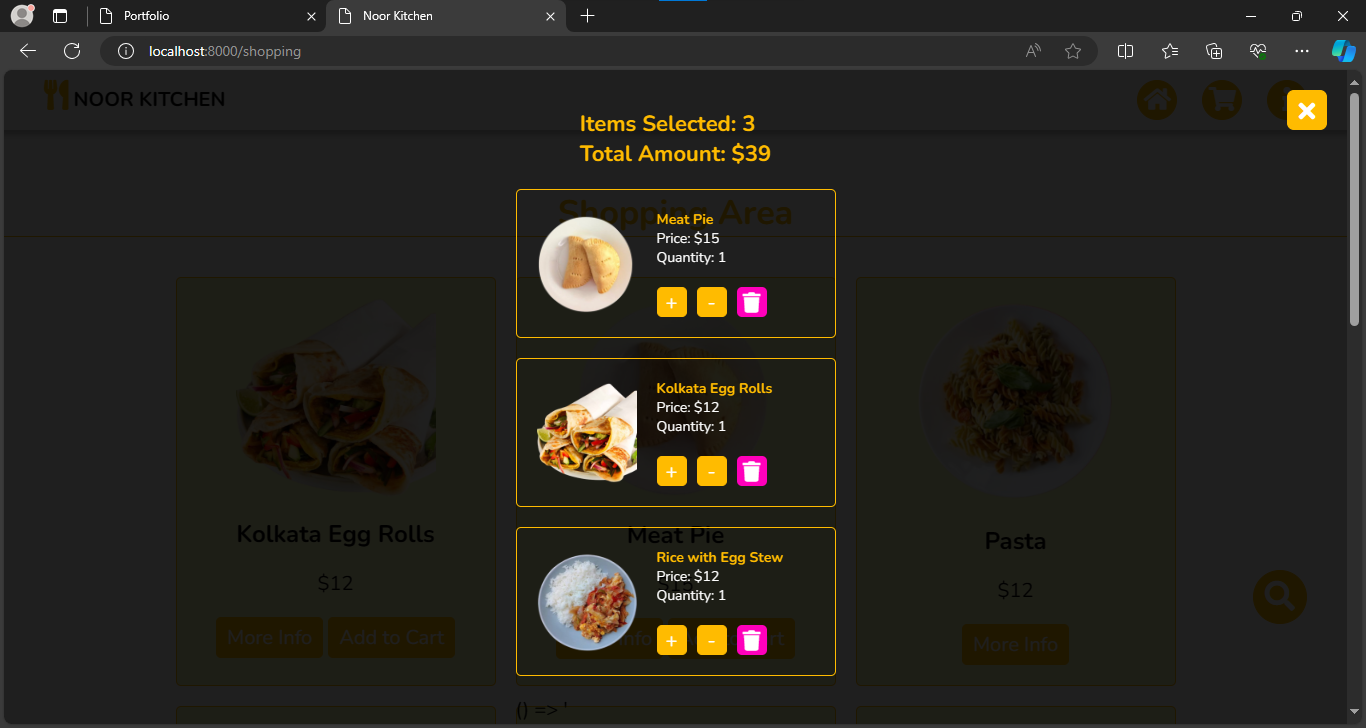 Portfolio
Noor Kitchen
localhost:8000/shopping
NOOR KITCHEN
Items Selected: 3
Total Amount: $39
Shopping Area
Meat Pie
Price: $15
Quantity: 1
+ -
Kolkata Egg Rolls
Price: $12
Quantity: 1
+ -
Rice with Egg Stew
Price: $12
Quantity: 1
+ -
Kolkata Egg Rolls
$12
More Info Add to Cart
Meat Pie
Pasta
$12
More Info
() => '